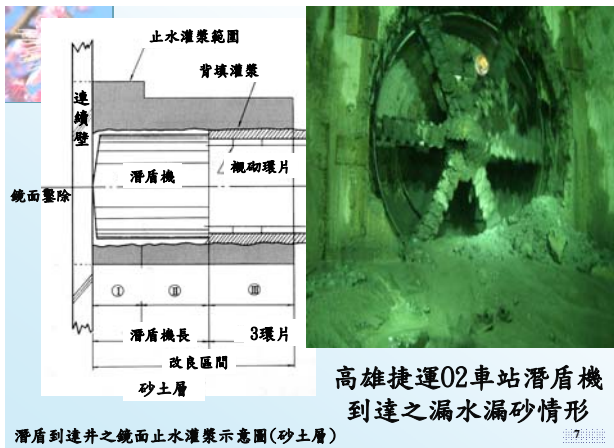 止水灌漿範圍
背填灌漿
連續壁
潛盾機
襯砌環片
鏡面鑿除
① ② ③
潛盾機長 3環片
改良區間
砂土層
高雄捷運O2車站潛盾機
到達之漏水漏砂情形
潛盾到達井之鏡面止水灌漿示意圖(砂土層)
7